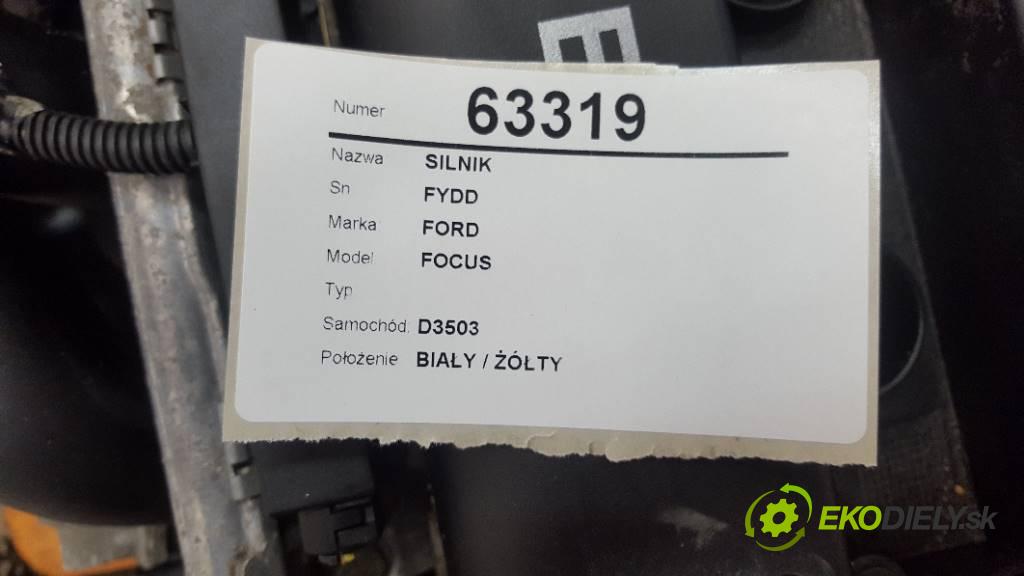 Numer 63319
Nazwa SILNIK
Sn FYDD
Marka FORD
Model FOCUS
Typ
Samochód: D3503
Położenie BIAŁY / ŻÓŁTY
EKODIELY.sk